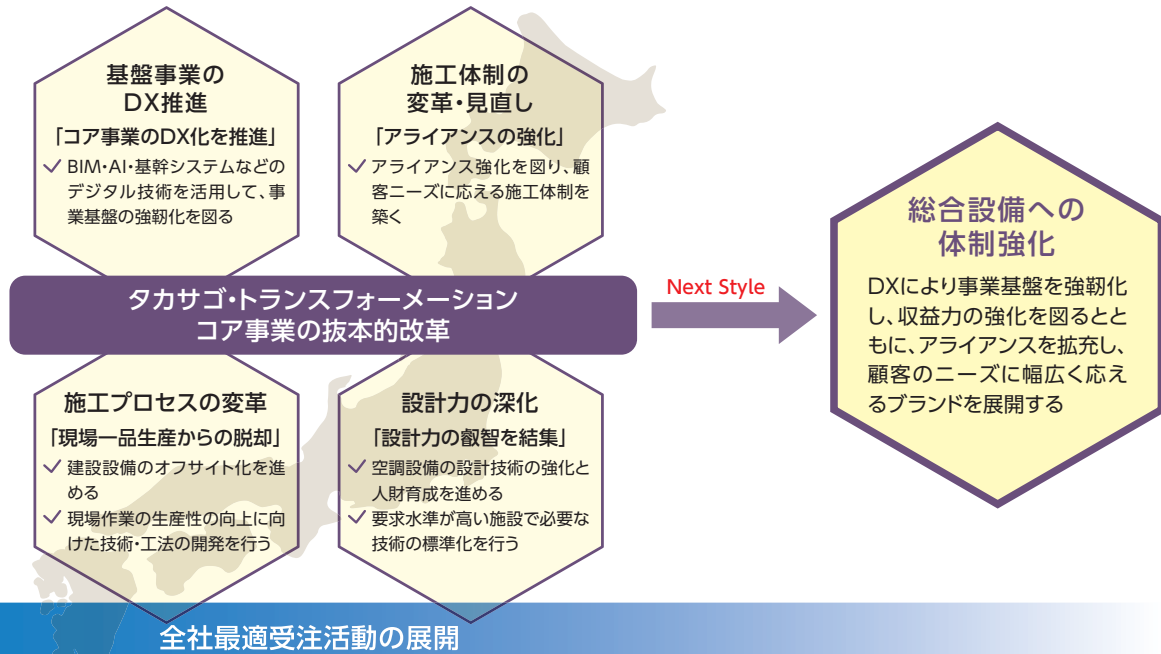 基盤事業の
DX推進
「コア事業のDX化を推進」
✓ BIM・AI・基幹システムなどの
デジタル技術を活用して、事
業基盤の強靭化を図る
施工体制の
変革・見直し
「アライアンスの強化」
✓ アライアンス強化を図り、顧
客ニーズに応える施工体制を
築く
タカサゴ・トランスフォーメーション
コア事業の抜本的改革
施工プロセスの変革
「現場一品生産からの脱却」
✓ 建設設備のオフサイト化を進
める
✓ 現場作業の生産性の向上に向
けた技術・工法の開発を行う
設計力の深化
「設計力の叡智を結集」
✓ 空調設備の設計技術の強化と
人財育成を進める
✓ 要求水準が高い施設で必要な
技術の標準化を行う
Next Style
総合設備への
体制強化
DXにより事業基盤を強靭化
し、収益力の強化を図るとと
もに、アライアンスを拡充し、
顧客のニーズに幅広く応え
るブランドを展開する
全社最適受注活動の展開